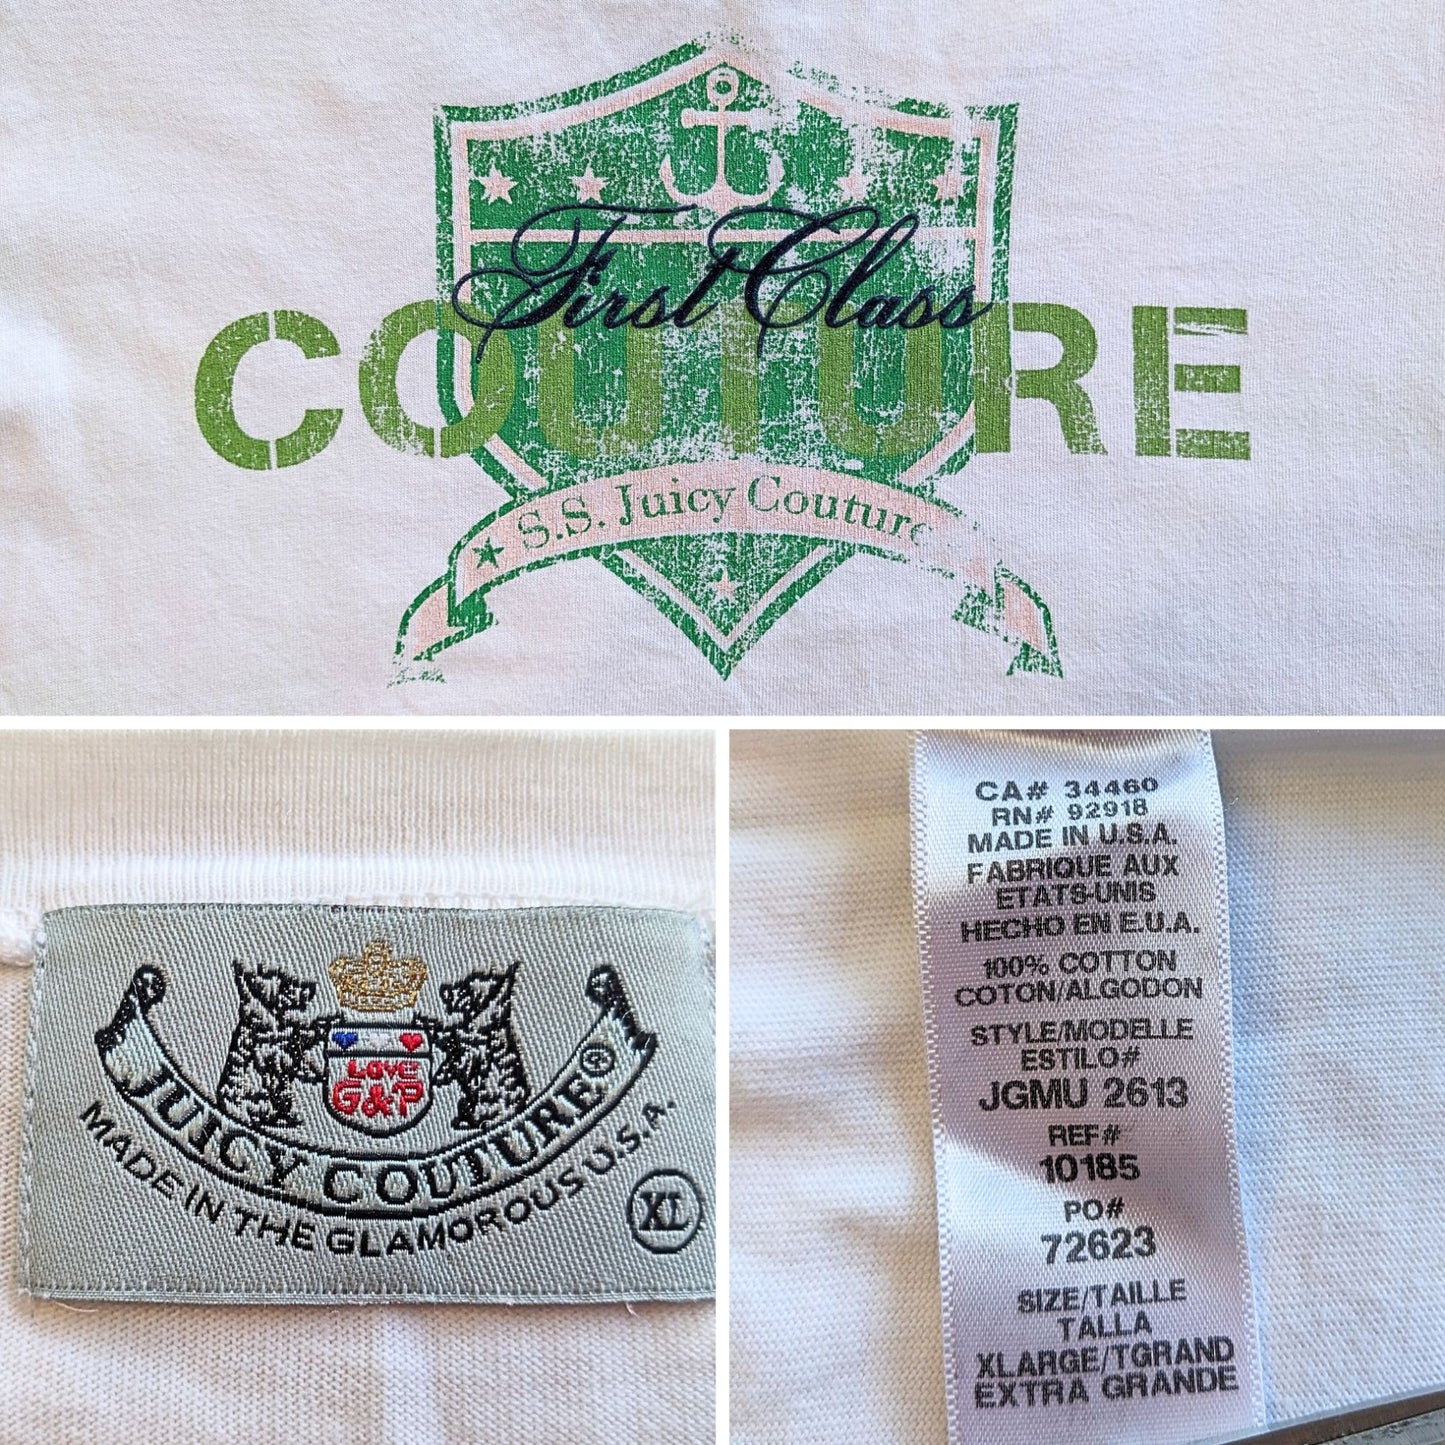 First Class
COUTURE
S.S. Juicy Couture
LOVE
G&P
JUICY COUTURE®
MADE IN THE GLAMOROUS U.S.A.
XL
CA# 34460
RN# 92918
MADE IN U.S.A.
FABRIQUE AUX
ETATS-UNIS
HECHO EN E.U.A.
100% COTTON
COTON/ALGODON
STYLE/MODELLE
ESTILO#
JGMU 2613
REF#
10185
PO#
72623
SIZE/TAILLE
TALLA
XLARGE/TGRAND
EXTRA GRANDE